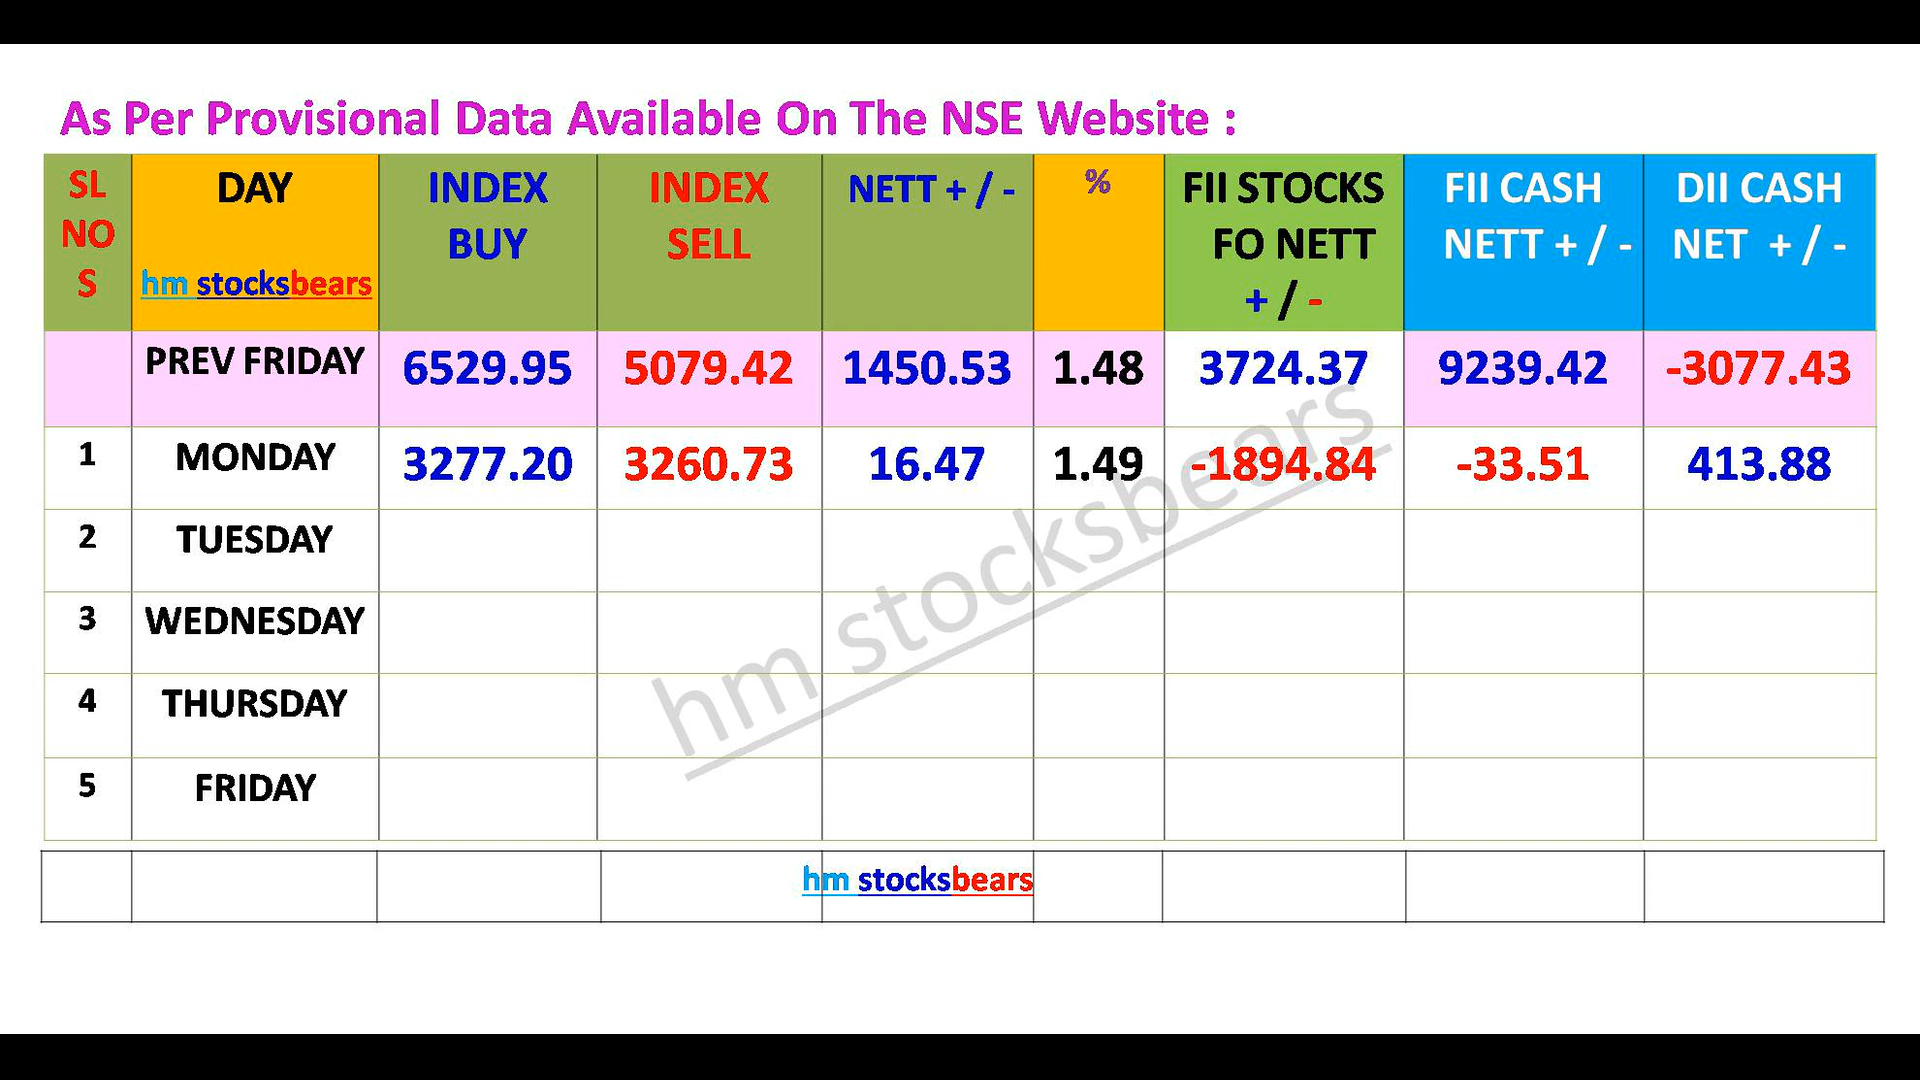 As Per Provisional Data Available On The NSE Website :
SL NO S DAY hm stocksbears INDEX BUY INDEX SELL NETT + / - % FII STOCKS FO NETT + / - FII CASH NETT + / - DII CASH NET + / -
PREV FRIDAY 6529.95 5079.42 1450.53 1.48 3724.37 9239.42 -3077.43
1 MONDAY 3277.20 3260.73 16.47 1.49 -1894.84 -33.51 413.88
2 TUESDAY
3 WEDNESDAY
4 THURSDAY
5 FRIDAY
hm stocksbears
hm stocksbears